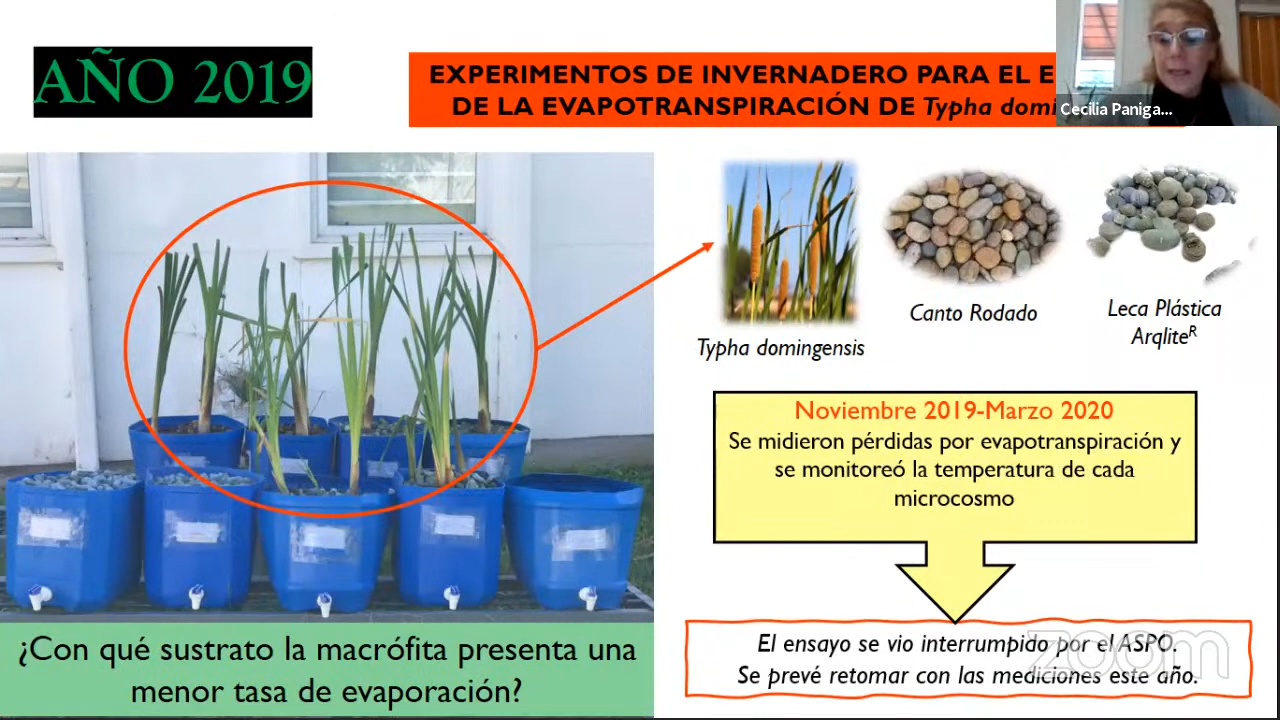 AÑO 2019
EXPERIMENTOS DE INVERNADERO PARA EL E
DE LA EVAPOTRANSPIRACIÓN DE Typha domi
Cecilia Paniga...
Typha domingensis
Canto Rodado
Leca Plástica
Arqlite^R
Noviembre 2019-Marzo 2020
Se midieron pérdidas por evapotranspiración y
se monitoreó la temperatura de cada
microcosmo
¿Con qué sustrato la macrófita presenta una
menor tasa de evaporación?
El ensayo se vio interrumpido por el ASPO.
Se prevé retomar con las mediciones este año.
zoom